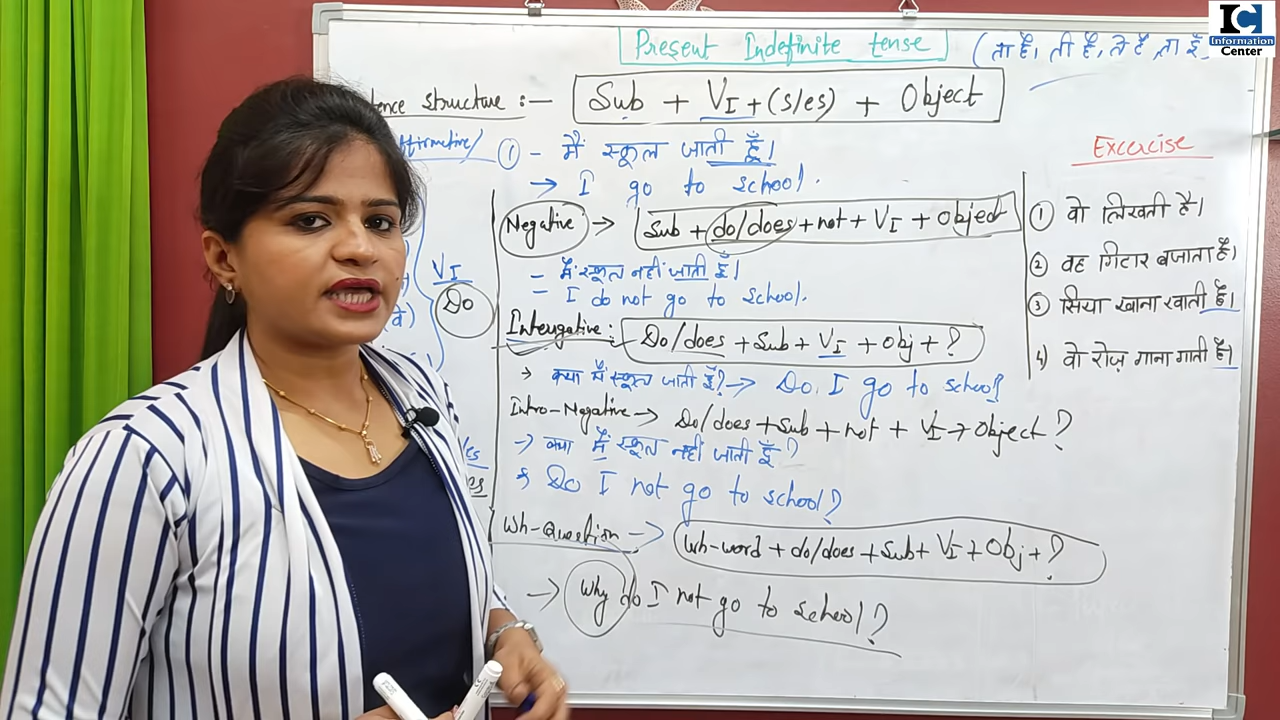 Present Indefinite tense (ता है। ती है, ते हैं ता हूँ
IC
Information
Center
tence structure :- Sub + VI + (s/es) + Object
ffirmative/ ① - मैं स्कूल जाती हूँ।
→ I go to school.
Excercise
Negative → Sub + do/does + not + VI + Object
- मैं स्कूल नहीं जाती हूँ।
- I do not go to school.
VI
Do
वे)
Interrogative :- Do/does + Sub + VI + Obj + ?
→ क्या मैं स्कूल जाती हूँ? → Do I go to school?
Intro-Negative → Do/does + Sub + not + VI + Object ?
→ क्या मैं स्कूल नहीं जाती हूँ?
Do I not go to school?
Wh-Question → Wh-word + do/does + Sub + VI + Obj + ?
→ Why do I not go to school?
① वो लिखती है।
② वह गिटार बजाता है।
③ सिया खाना खाती है।
4) वो रोज़ गाना गाती है।